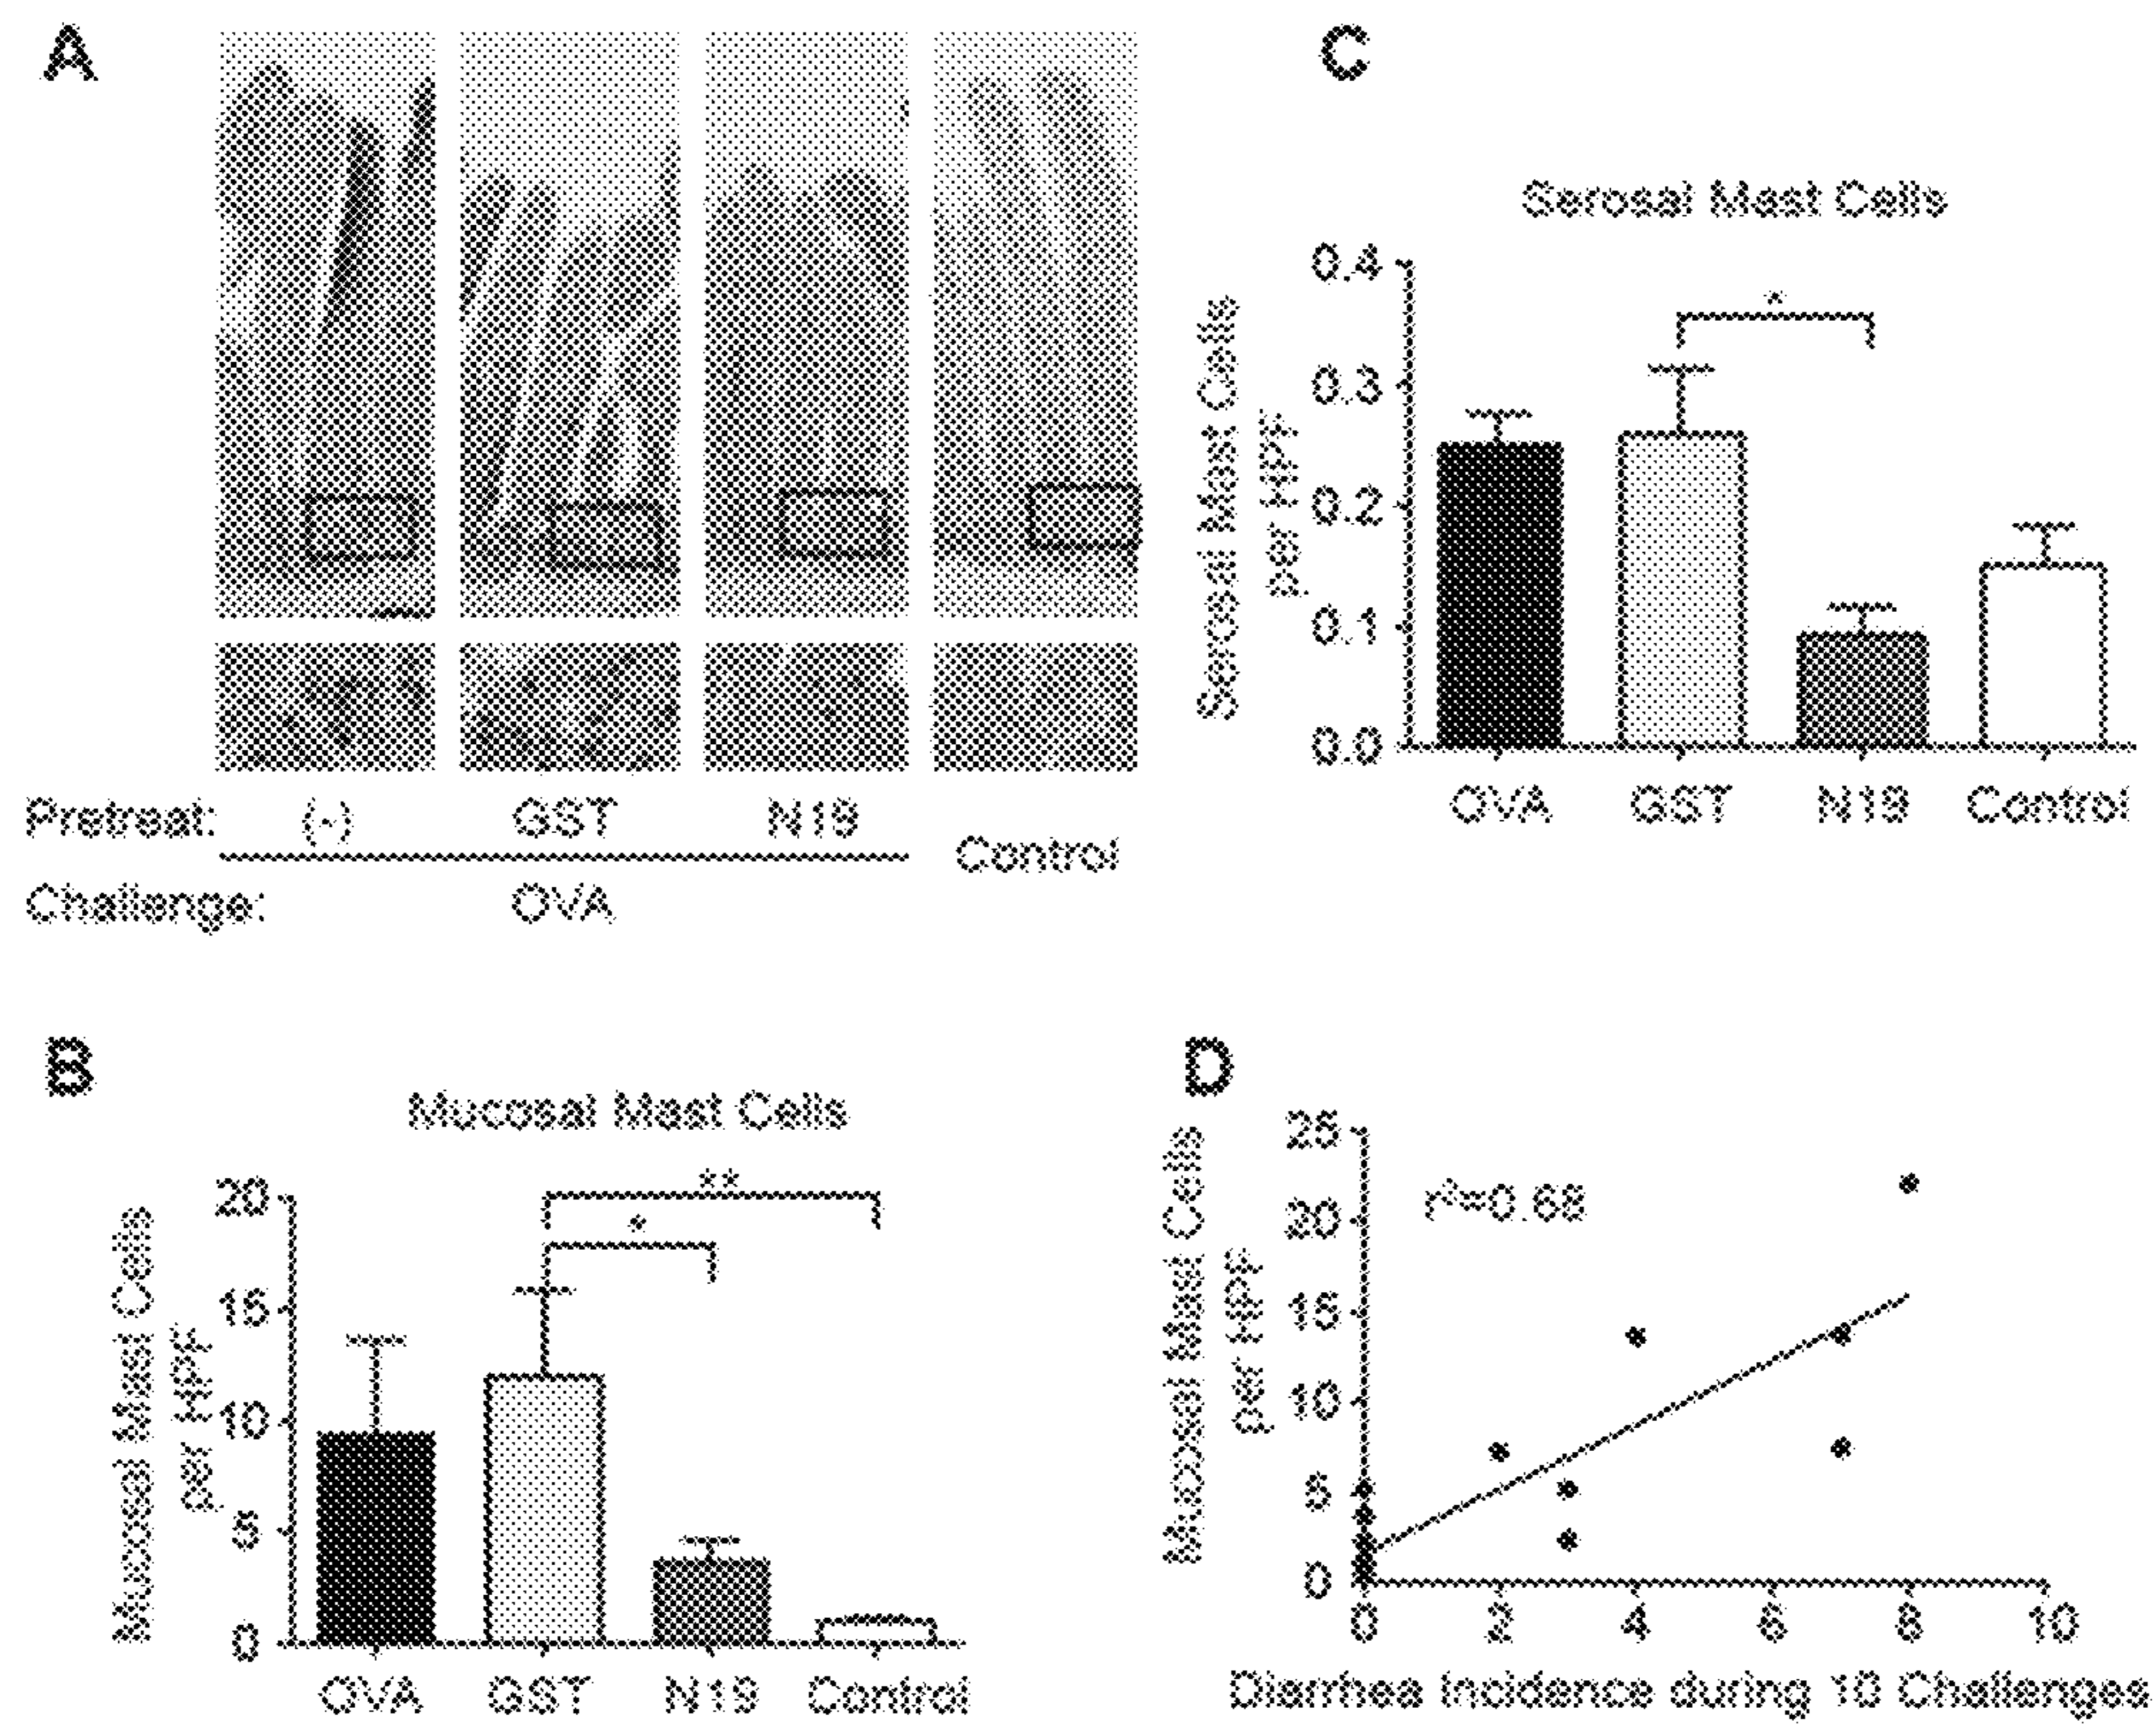 A
Pretreat: (-) GST N19
Control
Challenge: OVA
C
Serosal Mast Cells
Serosal Mast Cells
per HPF
0.4
0.3
0.2
0.1
0.0
OVA GST N19 Control
*
B
Mucosal Mast Cells
Mucosal Mast Cells
per HPF
20
15
10
5
0
**
*
OVA GST N19 Control
D
Mucosal Mast Cells
per HPF
25
20
15
10
5
0
r²=0.68
0 2 4 6 8 10
Diarrhea Incidence during 10 Challenges